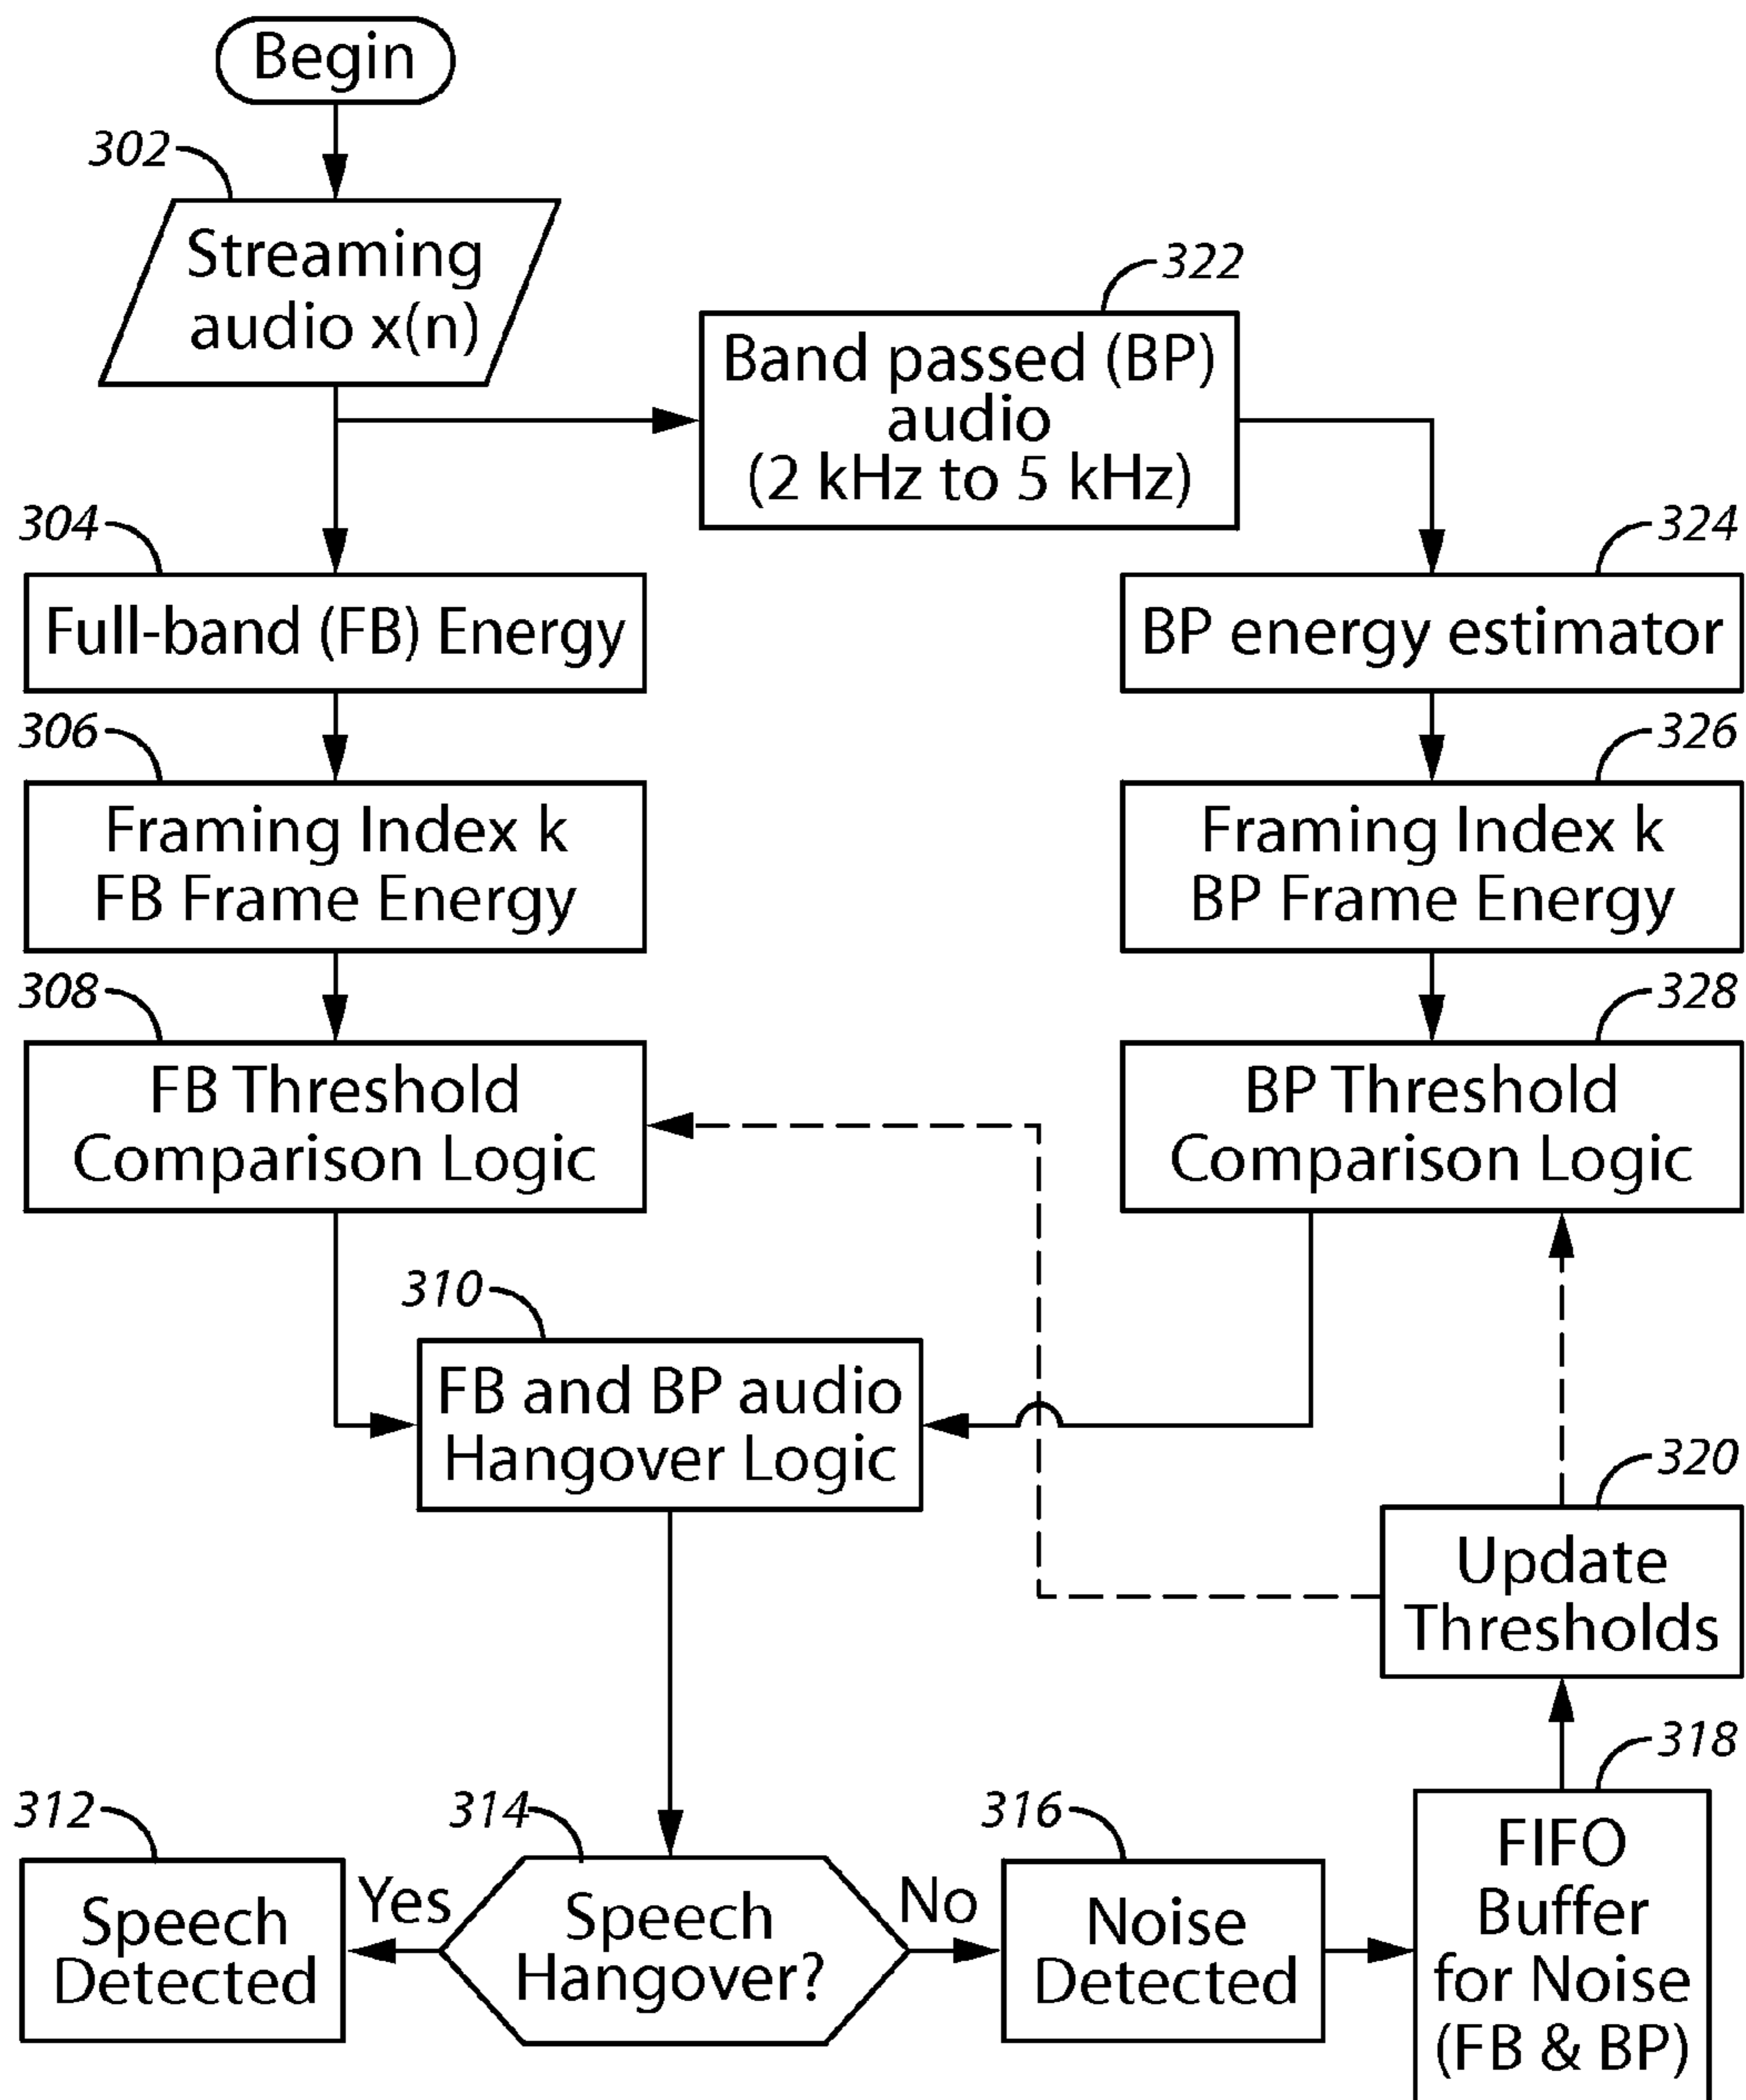 Begin
302
Streaming
audio x(n)
322
Band passed (BP)
audio
(2 kHz to 5 kHz)
304
Full-band (FB) Energy
324
BP energy estimator
306
Framing Index k
FB Frame Energy
326
Framing Index k
BP Frame Energy
308
FB Threshold
Comparison Logic
328
BP Threshold
Comparison Logic
310
FB and BP audio
Hangover Logic
320
Update
Thresholds
318
FIFO
Buffer
for Noise
(FB & BP)
312
Speech
Detected
Yes
314
Speech
Hangover?
No
316
Noise
Detected